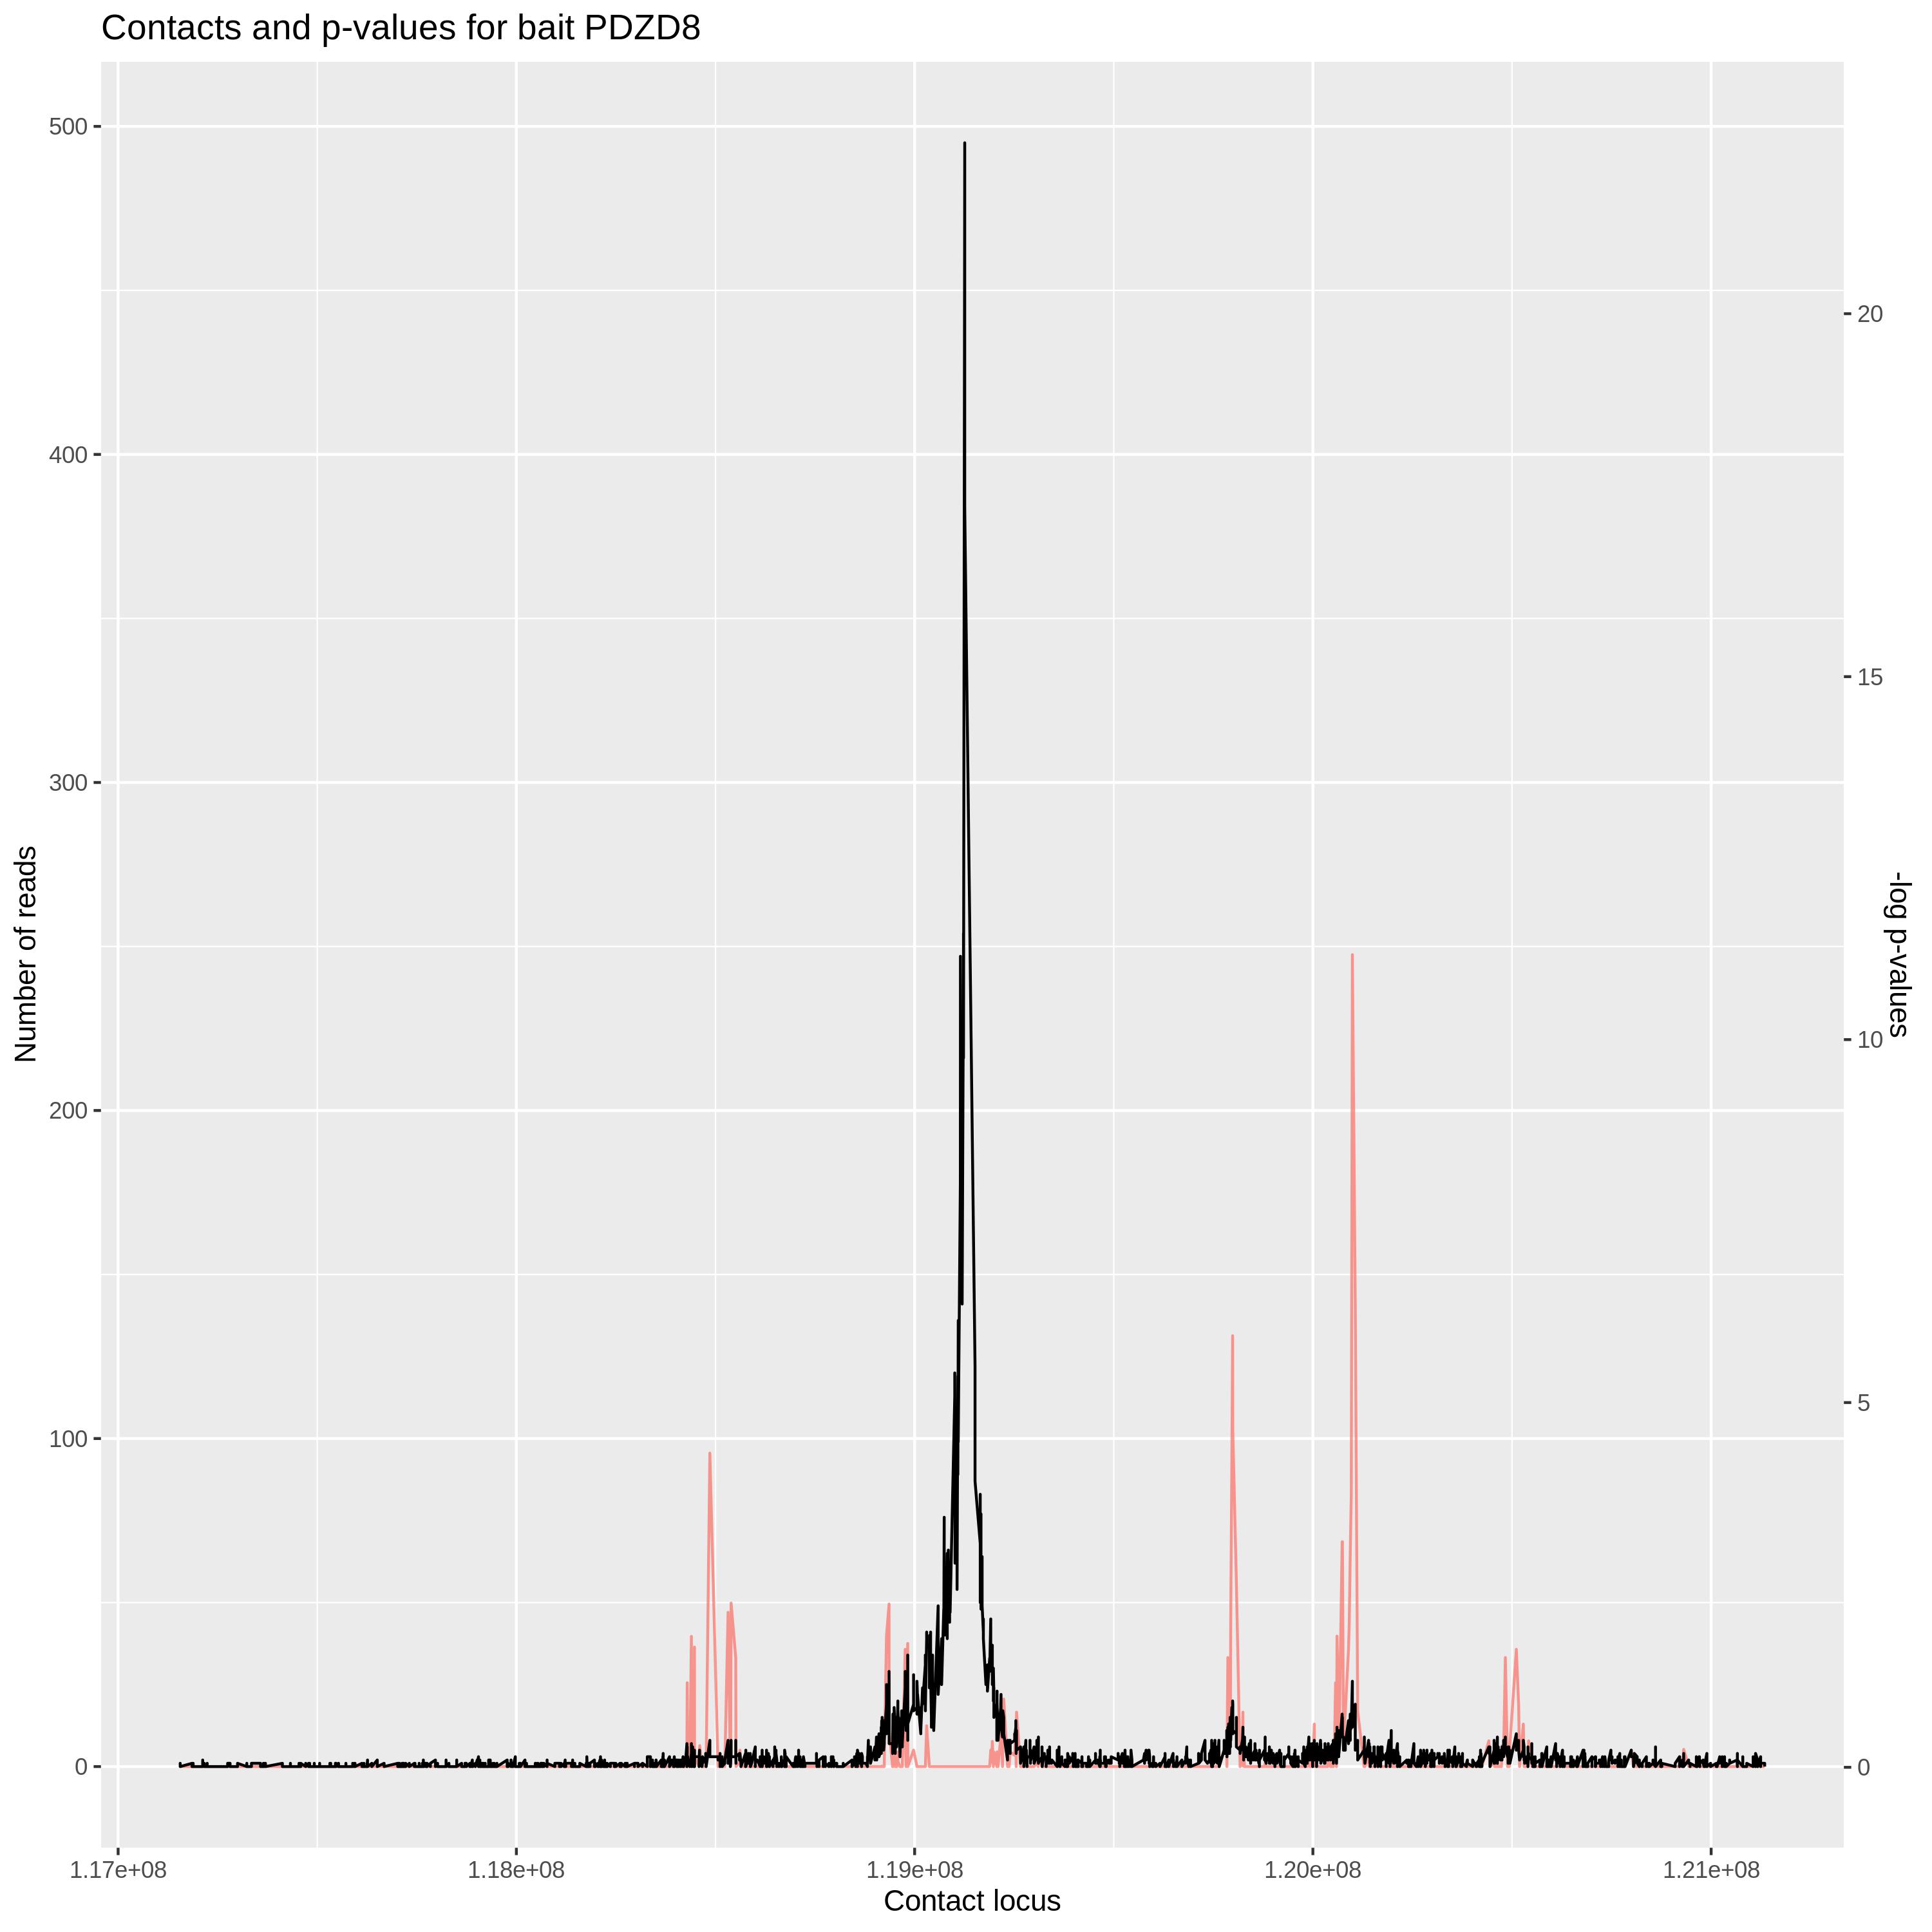 Contacts and p-values for bait PDZD8
500
400
300
200
100
0
Number of reads
20
15
10
5
0
-log p-values
1.17e+08
1.18e+08
1.19e+08
1.20e+08
1.21e+08
Contact locus